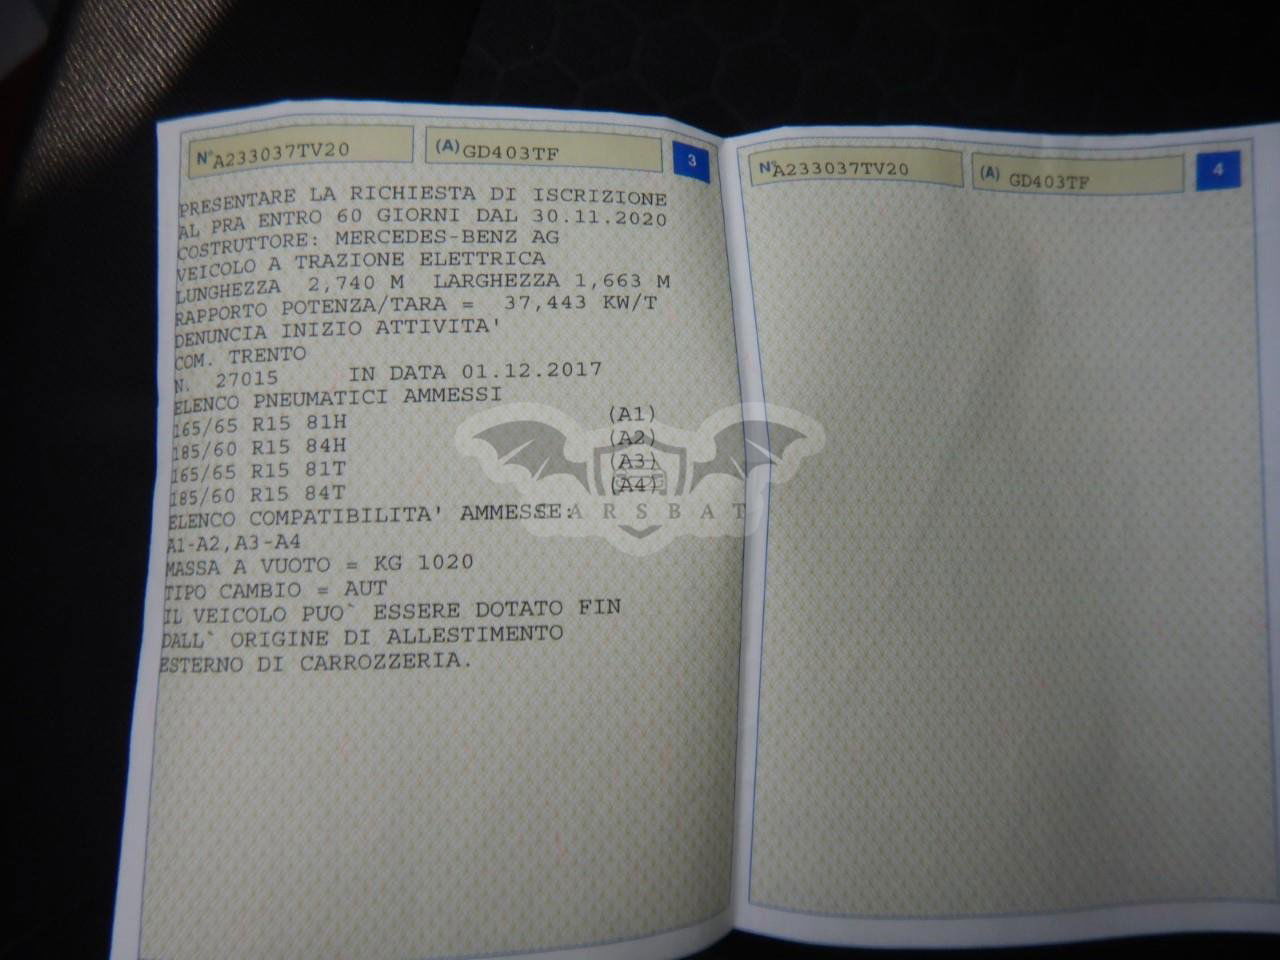 N° A233037TV20
(A) GD403TF
3
PRESENTARE LA RICHIESTA DI ISCRIZIONE
AL PRA ENTRO 60 GIORNI DAL 30.11.2020
COSTRUTTORE: MERCEDES-BENZ AG
VEICOLO A TRAZIONE ELETTRICA
LUNGHEZZA 2,740 M LARGHEZZA 1,663 M
RAPPORTO POTENZA/TARA = 37,443 KW/T
DENUNCIA INIZIO ATTIVITA'
COM. TRENTO
N. 27015 IN DATA 01.12.2017
ELENCO PNEUMATICI AMMESSI
165/65 R15 81H (A1)
185/60 R15 84H (A2)
165/65 R15 81T (A3)
185/60 R15 84T (A4)
ELENCO COMPATIBILITA' AMMESSE:
A1-A2,A3-A4
MASSA A VUOTO = KG 1020
TIPO CAMBIO = AUT
IL VEICOLO PUO` ESSERE DOTATO FIN
DALL` ORIGINE DI ALLESTIMENTO
ESTERNO DI CARROZZERIA.
CARSBAT
N° A233037TV20
(A) GD403TF
4